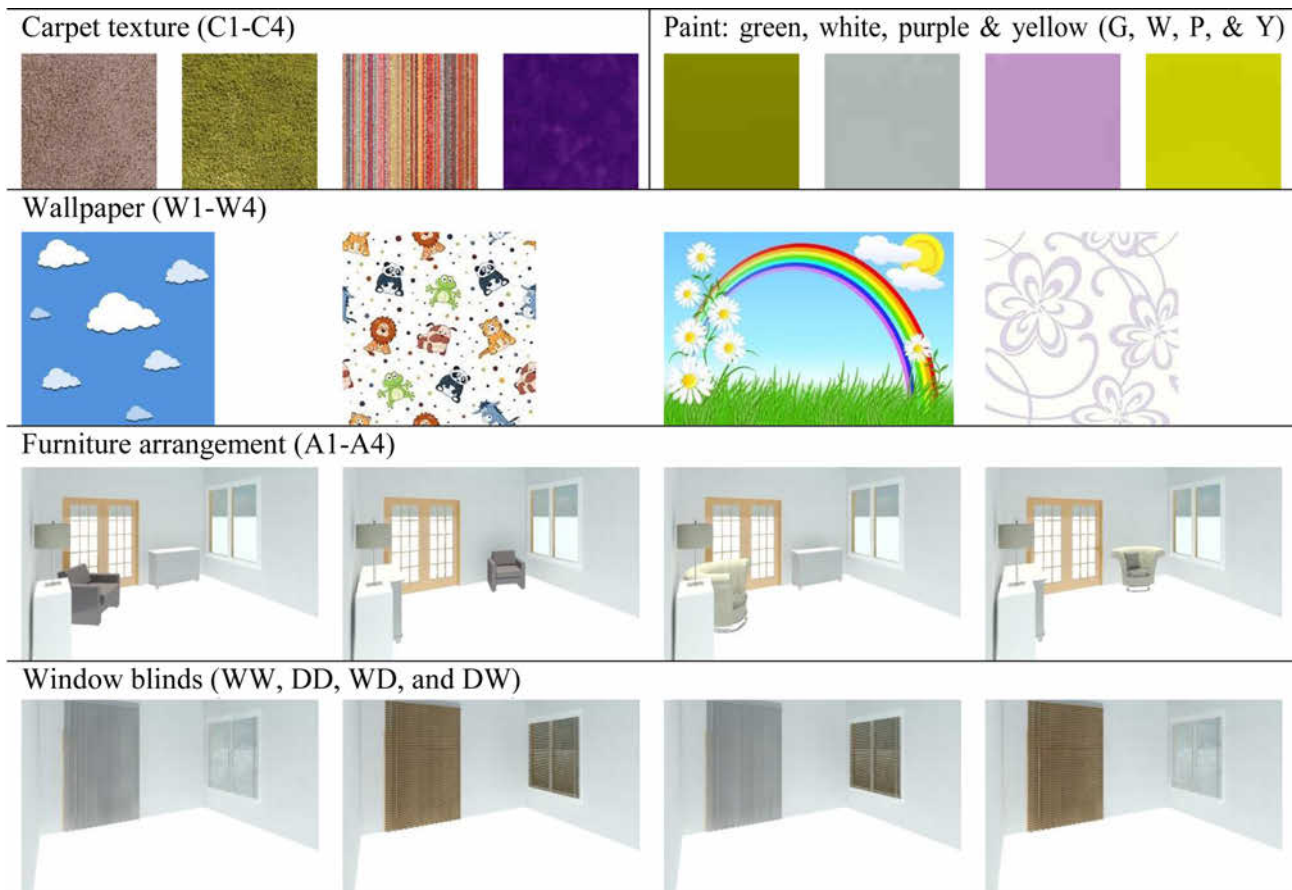 Carpet texture (C1-C4)
Paint: green, white, purple & yellow (G, W, P, & Y)
Wallpaper (W1-W4)
Furniture arrangement (A1-A4)
Window blinds (WW, DD, WD, and DW)